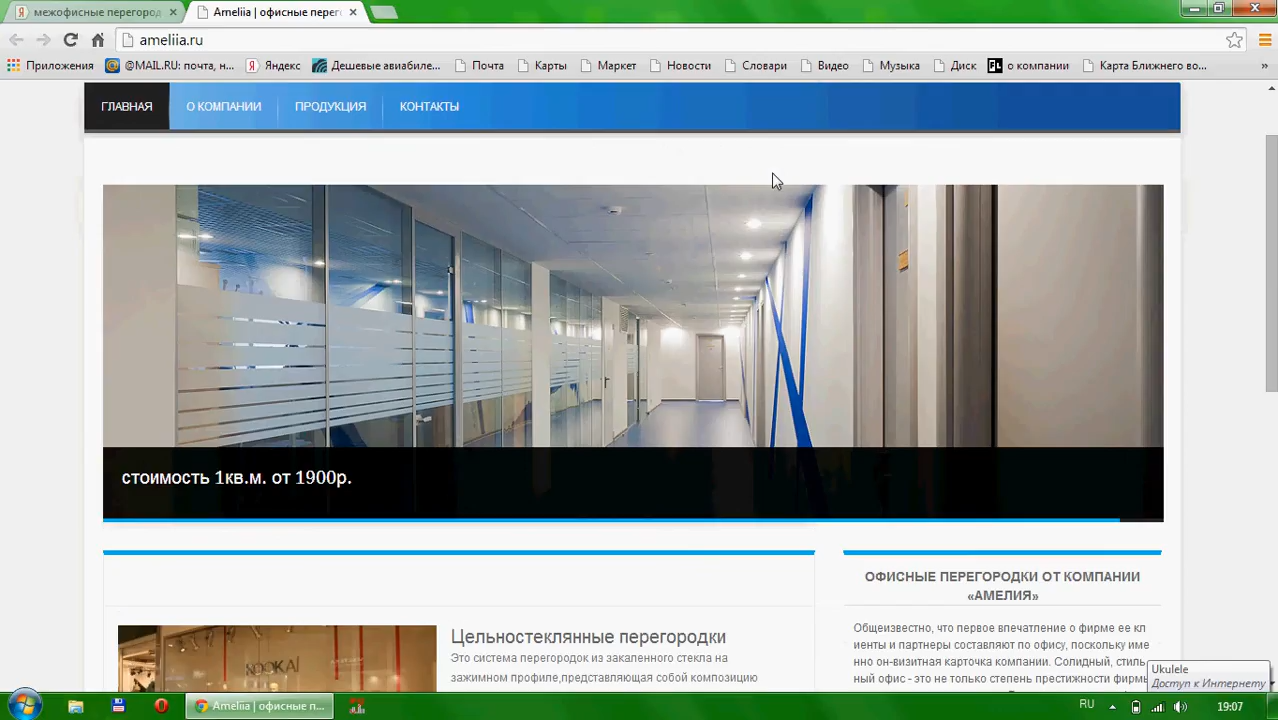 межофисные перегород
Ameliia | офисные перег
ameliia.ru
Приложения
@MAIL.RU: почта, н...
Яндекс
Дешевые авиабиле...
Почта
Карты
Маркет
Новости
Словари
Видео
Музыка
Диск
о компании
Карта Ближнего во...
»
ГЛАВНАЯ
О КОМПАНИИ
ПРОДУКЦИЯ
КОНТАКТЫ
стоимость 1кв.м. от 1900р.
ОФИСНЫЕ ПЕРЕГОРОДКИ ОТ КОМПАНИИ
«АМЕЛИЯ»
KOOKAI
Цельностеклянные перегородки
Это система перегородок из закаленного стекла на
зажимном профиле,представляющая собой композицию
Общеизвестно, что первое впечатление о фирме ее кл
иенты и партнеры составляют по офису, поскольку име
нно он-визитная карточка компании. Солидный, стиль
ный офис - это не только степень престижности фирмы
Ukulele
Доступ к Интернету
Ameliia | офисные п...
RU
19:07